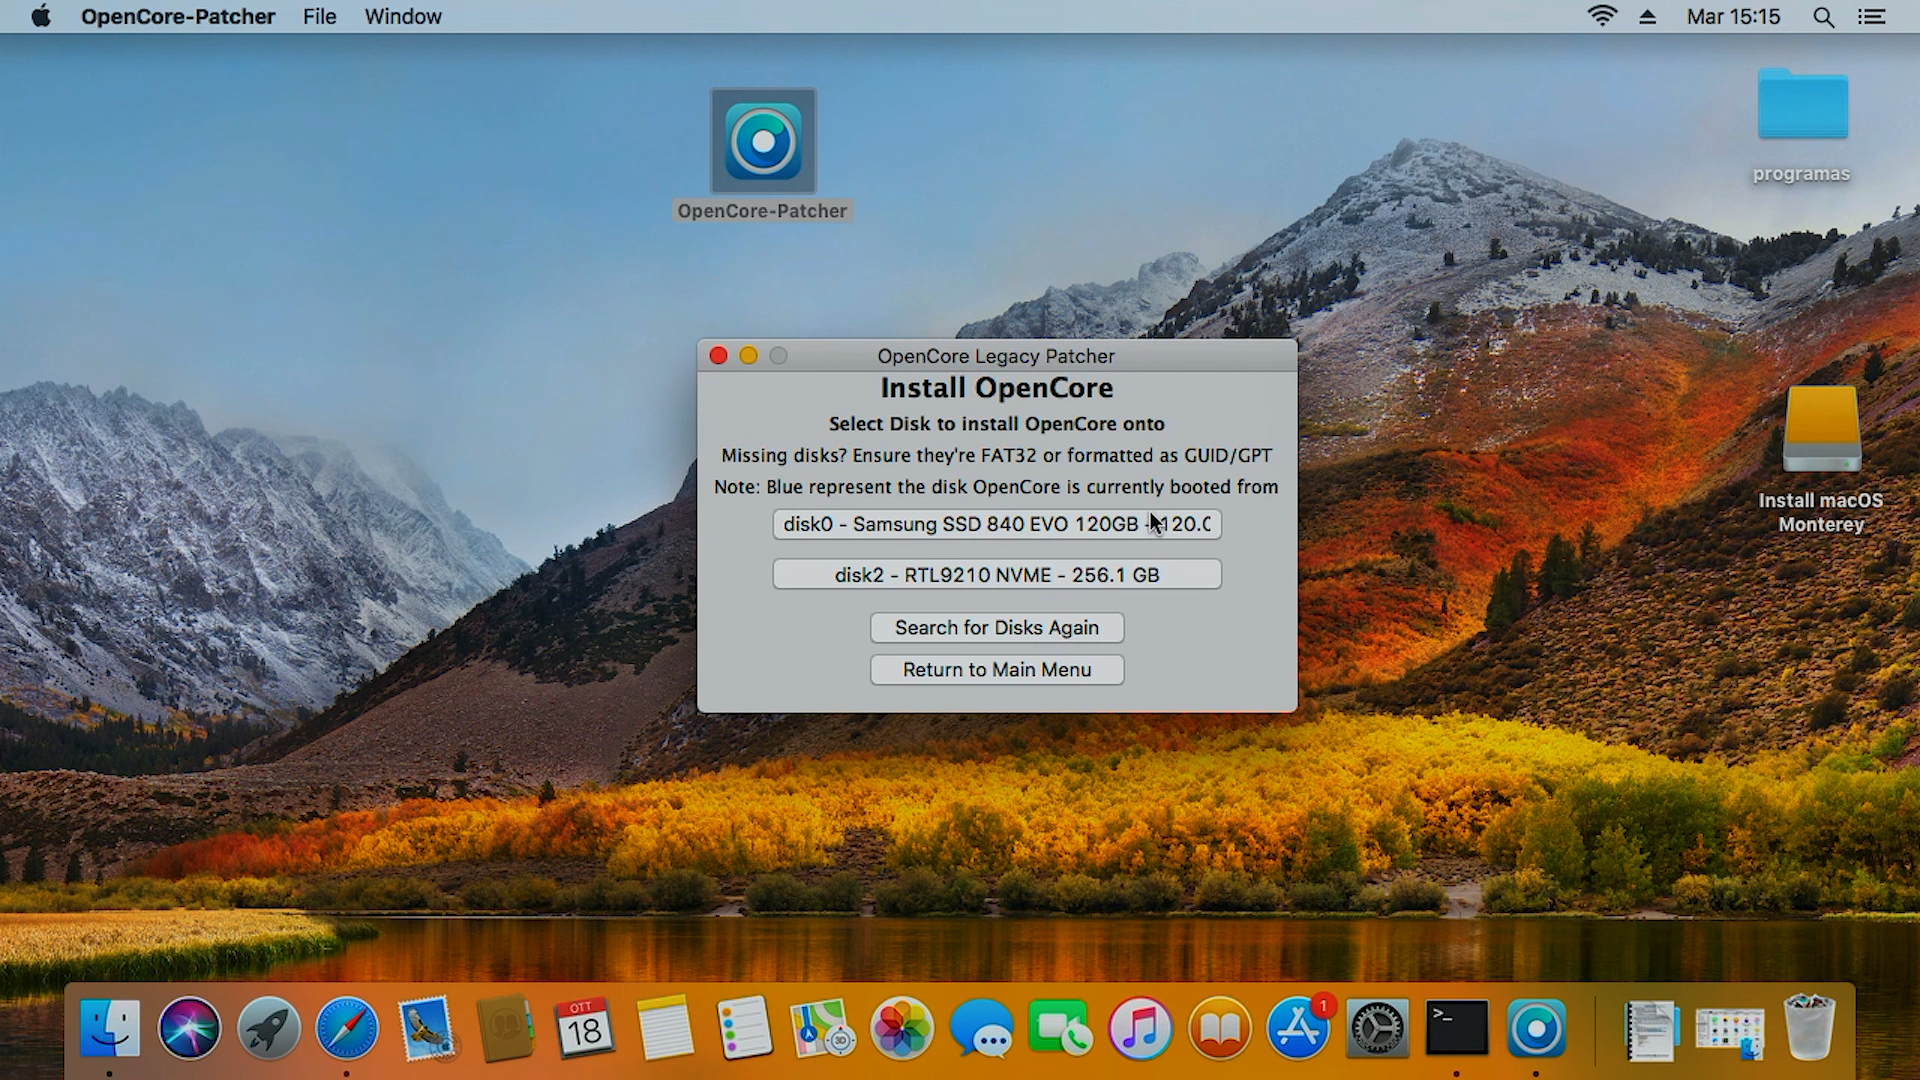 OpenCore-Patcher File Window Mar 15:15
OpenCore-Patcher
programas
OpenCore Legacy Patcher
Install OpenCore
Select Disk to install OpenCore onto
Missing disks? Ensure they're FAT32 or formatted as GUID/GPT
Note: Blue represent the disk OpenCore is currently booted from
disk0 - Samsung SSD 840 EVO 120GB - 120.0
disk2 - RTL9210 NVME - 256.1 GB
Search for Disks Again
Return to Main Menu
Install macOS
Monterey
OTT
18
3D
1
>_